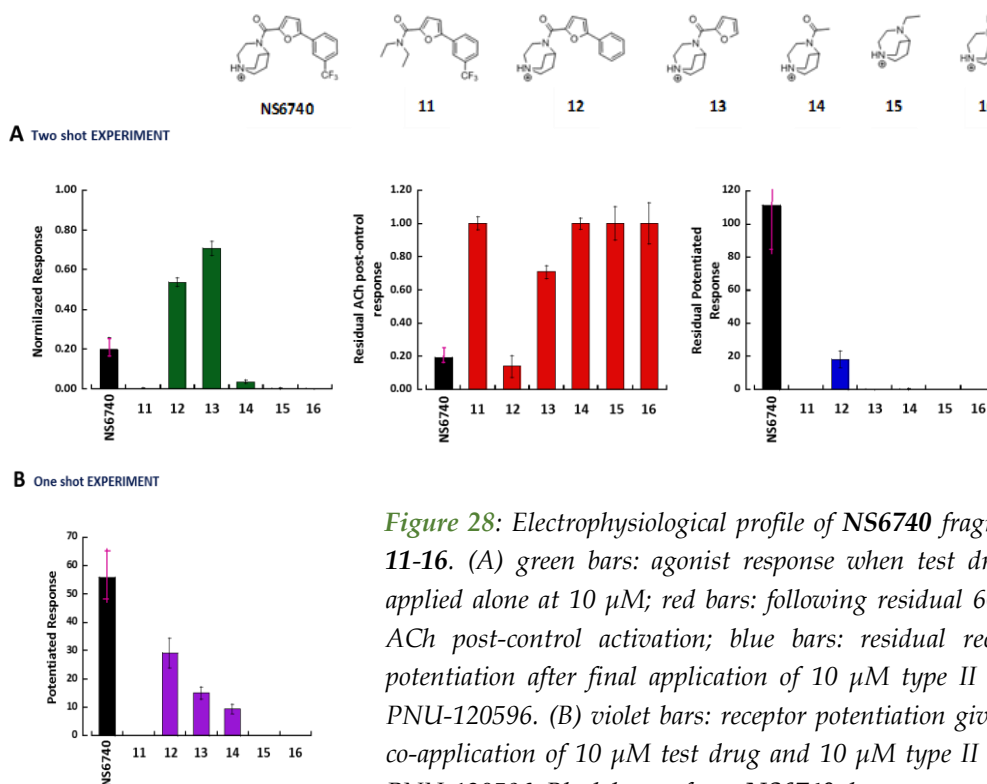 NS6740 11 12 13 14 15
A Two shot EXPERIMENT
Normilazed Response
1.00
0.80
0.60
0.40
0.20
0.00
NS6740 11 12 13 14 15 16
Residual ACh post-ontrol
response
1.20
1.00
0.80
0.60
0.40
0.20
0.00
NS6740 11 12 13 14 15 16
Residual Potentiated
Response
120
100
80
60
40
20
0
NS6740 11 12 13 14 15 16
B One shot EXPERIMENT
Potentiated Response
70
60
50
40
30
20
10
0
NS6740 11 12 13 14 15 16
Figure 28: Electrophysiological profile of NS6740
11-16. (A) green bars: agonist response when test
applied alone at 10 µM; red bars: following residual
ACh post-control activation; blue bars: residual
potentiation after final application of 10 µM type II
PNU-120596. (B) violet bars: receptor potentiation
co-application of 10 µM test drug and 10 µM type II